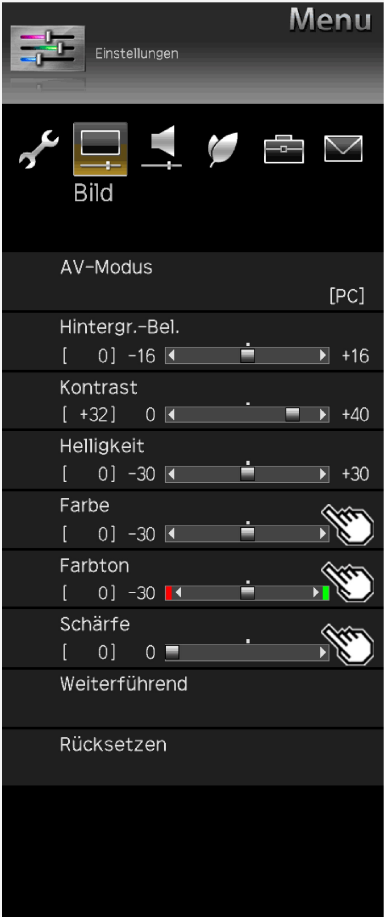 Menu
Einstellungen
Bild
AV-Modus
[PC]
Hintergr.-Bel.
[ 0] -16 +16
Kontrast
[ +32] 0 +40
Helligkeit
[ 0] -30 +30
Farbe
[ 0] -30
Farbton
[ 0] -30
Schärfe
[ 0] 0
Weiterführend
Rücksetzen